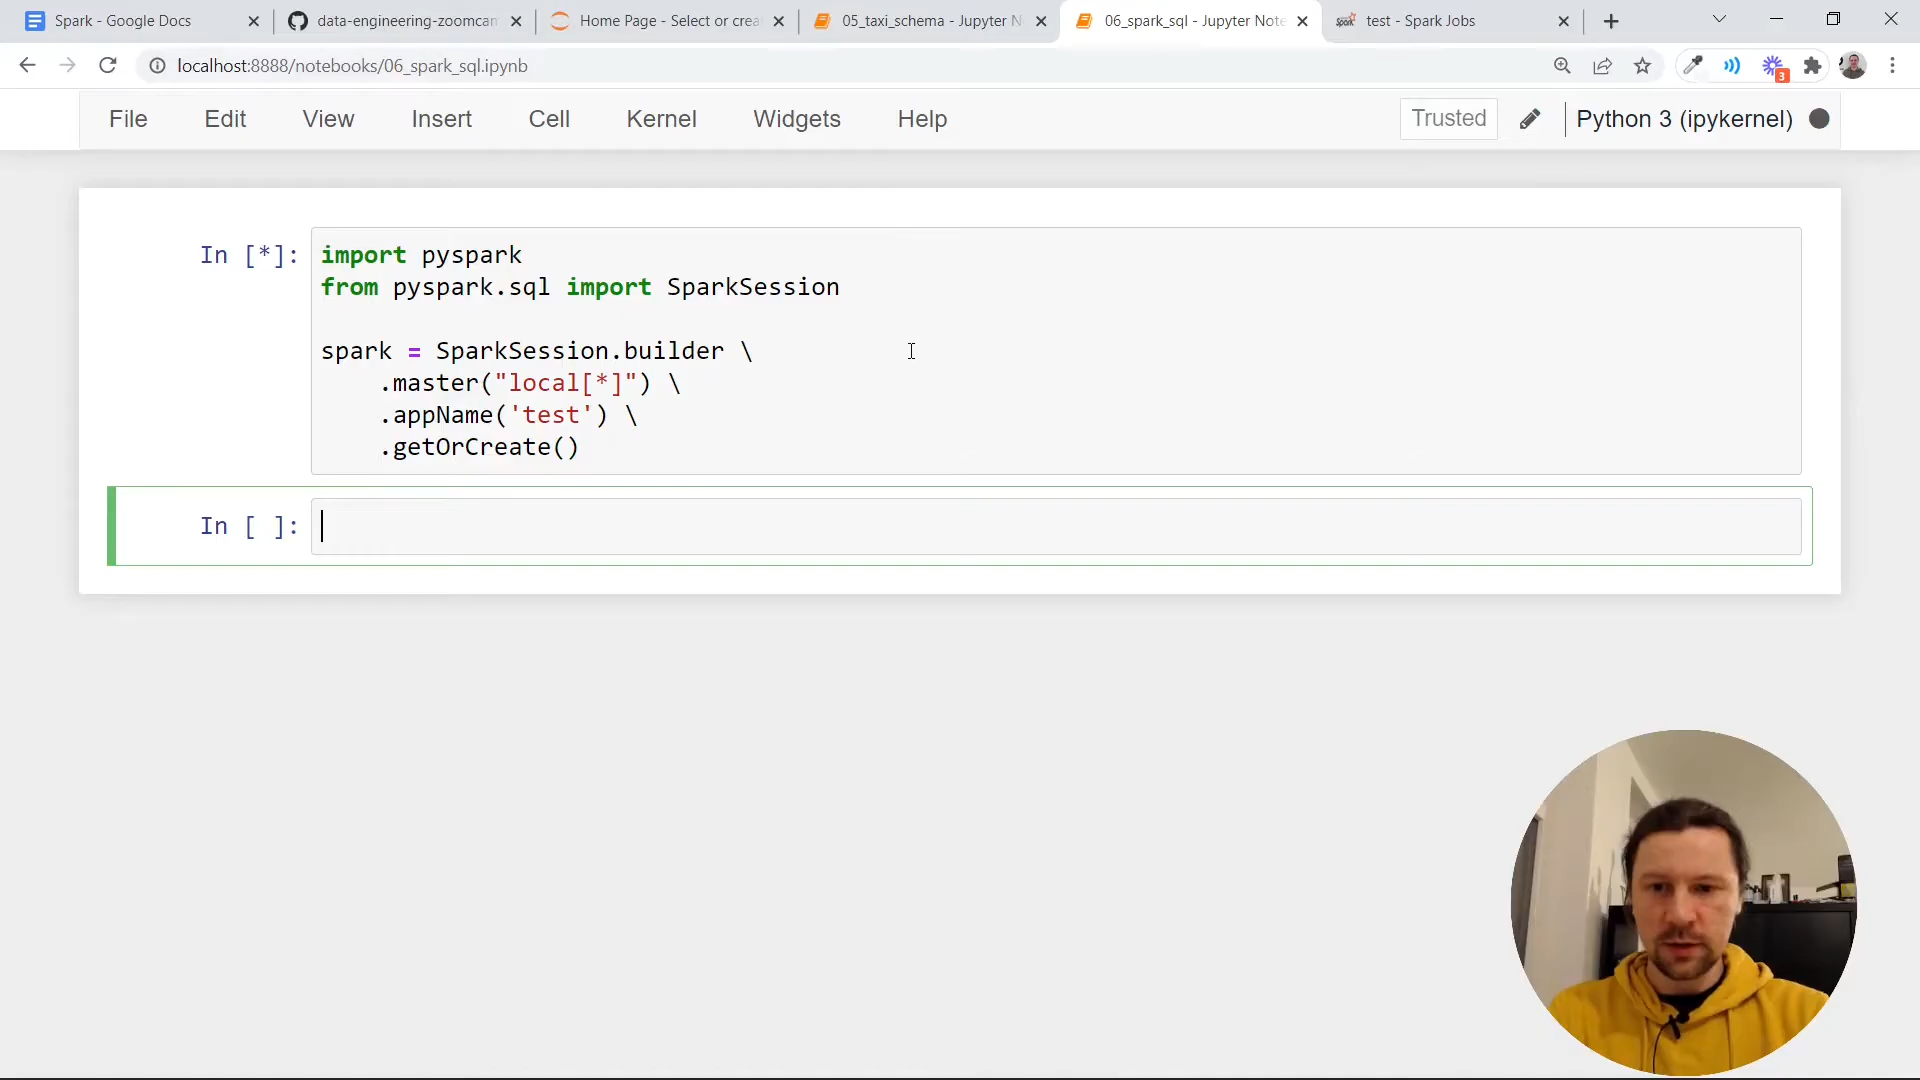 Spark - Google Docs
data-engineering-zoomcam
Home Page - Select or crea
05_taxi_schema - Jupyter N
06_spark_sql - Jupyter Note
test - Spark Jobs
localhost:8888/notebooks/06_spark_sql.ipynb
3
File Edit View Insert Cell Kernel Widgets Help
Trusted
Python 3 (ipykernel)
In [*]:
import pyspark
from pyspark.sql import SparkSession
spark = SparkSession.builder \
.master("local[*]") \
.appName('test') \
.getOrCreate()
In [ ]: